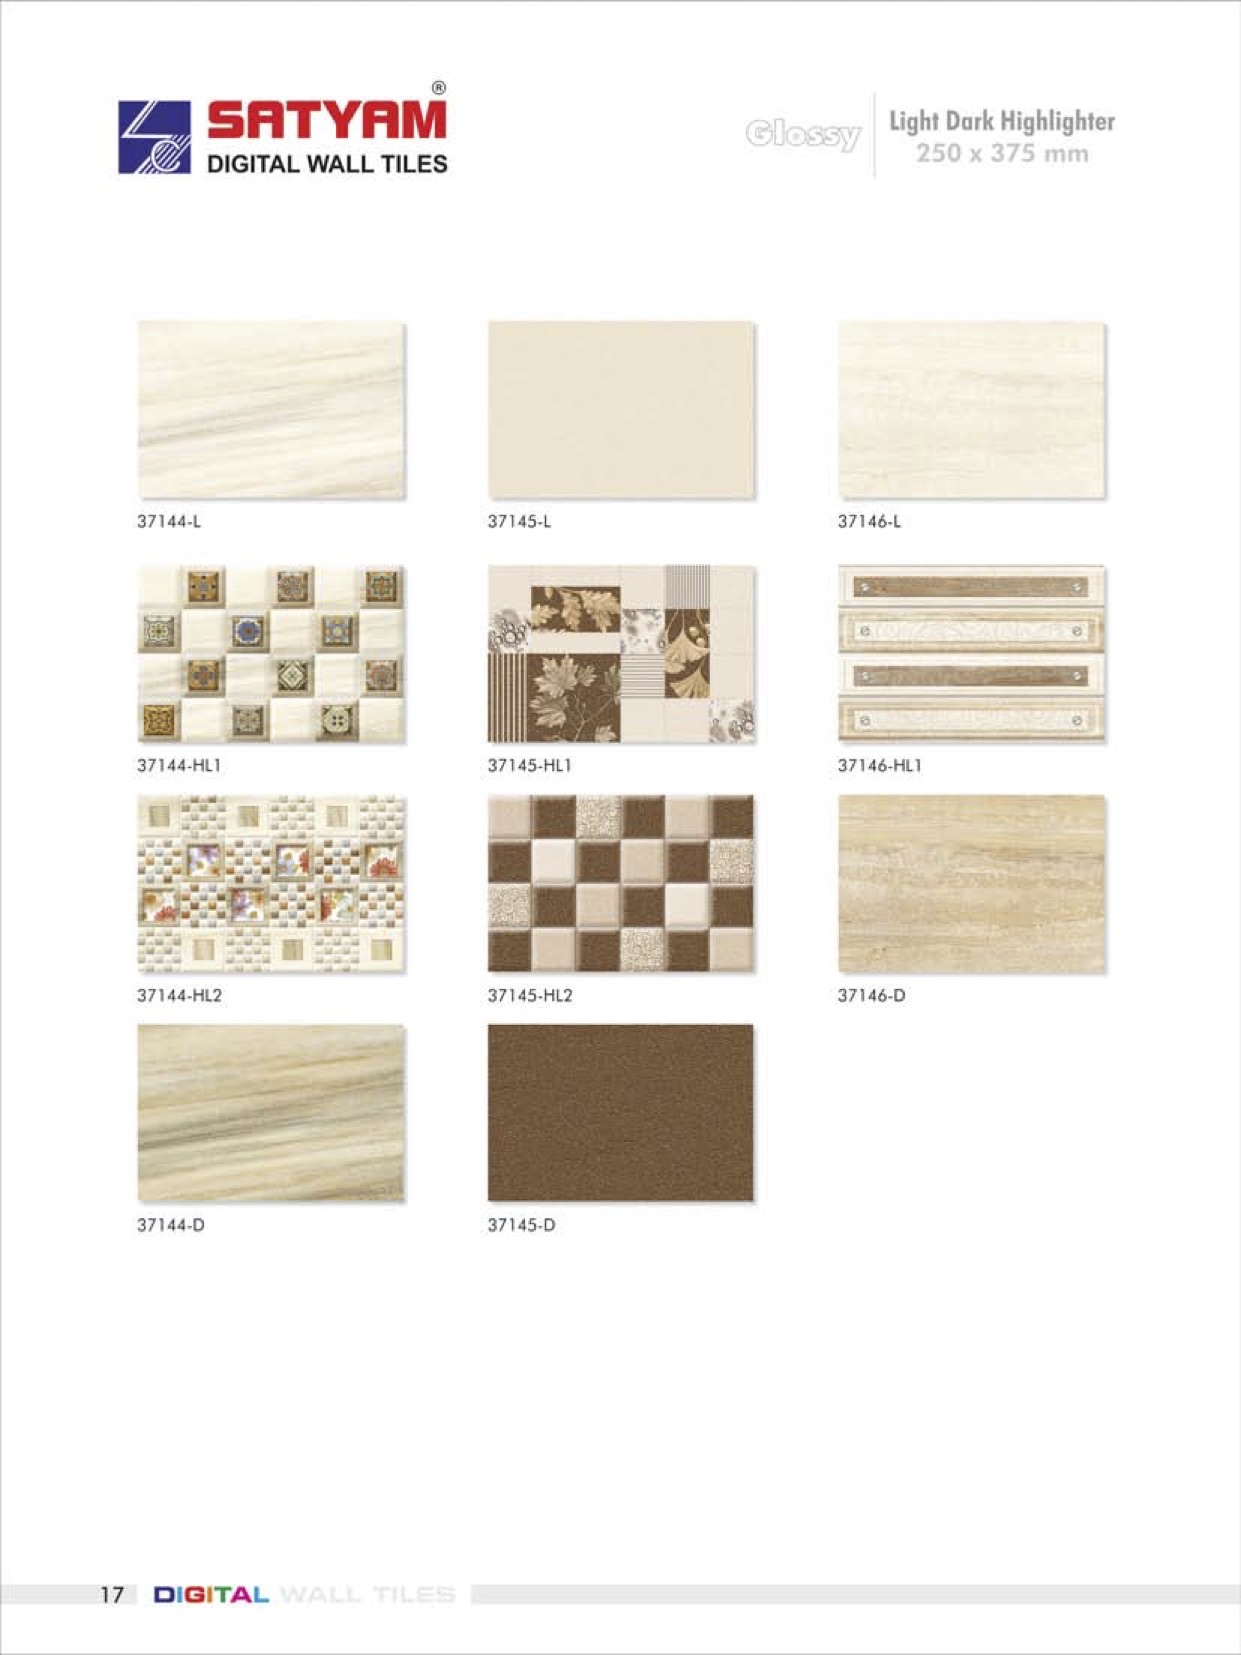 SATYAM ®
DIGITAL WALL TILES
Glossy
Light Dark Highlighter
250 x 375 mm
37144-L
37145-L
37146-L
37144-HL1
37145-HL1
37146-HL1
37144-HL2
37145-HL2
37146-D
37144-D
37145-D
17 DIGITAL WALL TILES